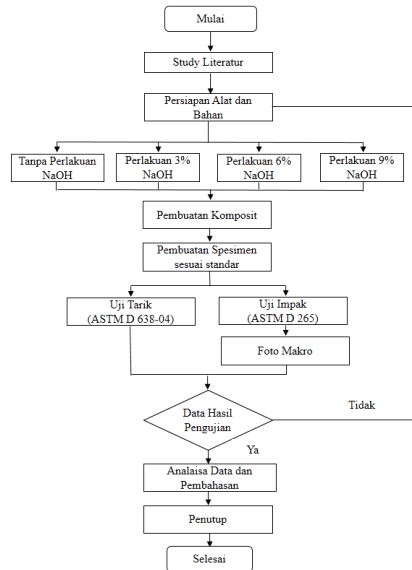 Mulai
Study Literatur
Persiapan Alat dan
Bahan
Tanpa Perlakuan
NaOH
Perlakuan 3%
NaOH
Perlakuan 6%
NaOH
Perlakuan 9%
NaOH
Pembuatan Komposit
Pembuatan Spesimen
sesuai standar
Uji Tarik
(ASTM D 638-04)
Uji Impak
(ASTM D 265)
Foto Makro
Data Hasil
Pengujian
Tidak
Ya
Analaisa Data dan
Pembahasan
Penutup
Selesai